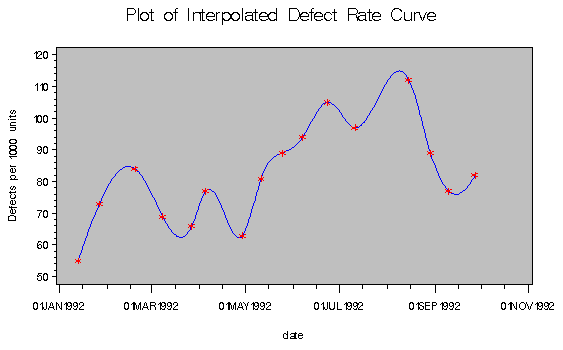 Plot of Interpolated Defect Rate Curve
120
110
100
90
80
70
60
50
Defects per 1000 units
01JAN1992 01MAR1992 01MAY1992 01JUL1992 01SEP1992 01NOV1992
date